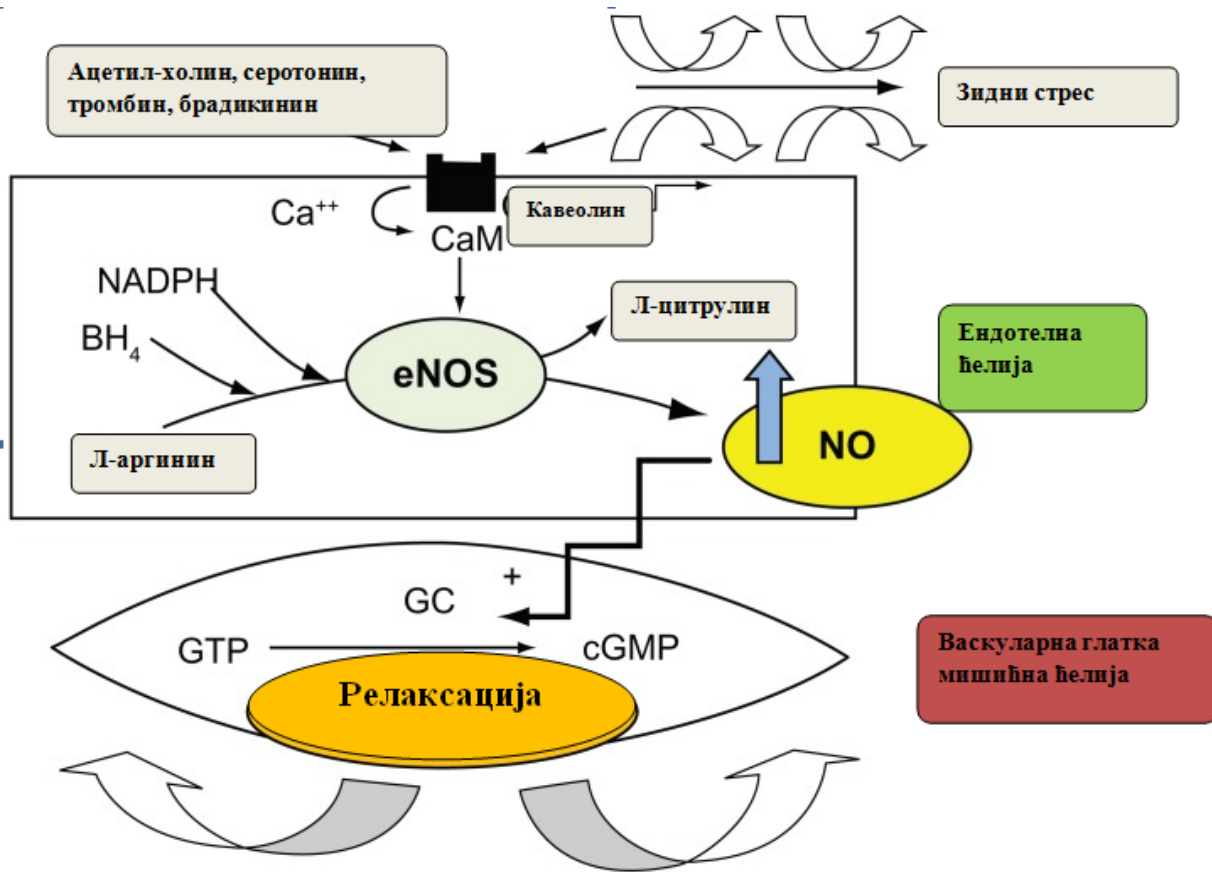 Ацетил-холин, серотонин,
тромбин, брадикинин
Зидни стрес
Ca++
Кавеолин
CaM
NADPH
Л-цитрулин
BH4
eNOS
Ендотелна
ћелија
Л-аргинин
NO
+
GC
GTP
cGMP
Васкуларна глатка
мишићна ћелија
Релаксација